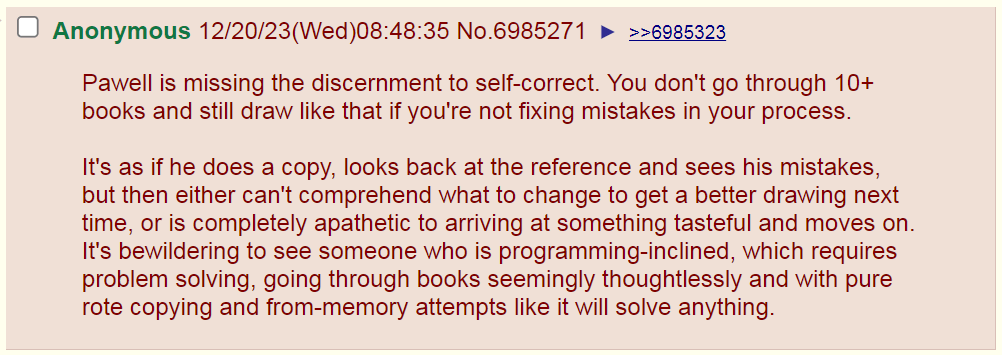 Anonymous 12/20/23(Wed)08:48:35 No.6985271 ► >>6985323
Pawell is missing the discernment to self-correct. You don't go through 10+
books and still draw like that if you're not fixing mistakes in your process.
It's as if he does a copy, looks back at the reference and sees his mistakes,
but then either can't comprehend what to change to get a better drawing next
time, or is completely apathetic to arriving at something tasteful and moves on.
It's bewildering to see someone who is programming-inclined, which requires
problem solving, going through books seemingly thoughtlessly and with pure
rote copying and from-memory attempts like it will solve anything.